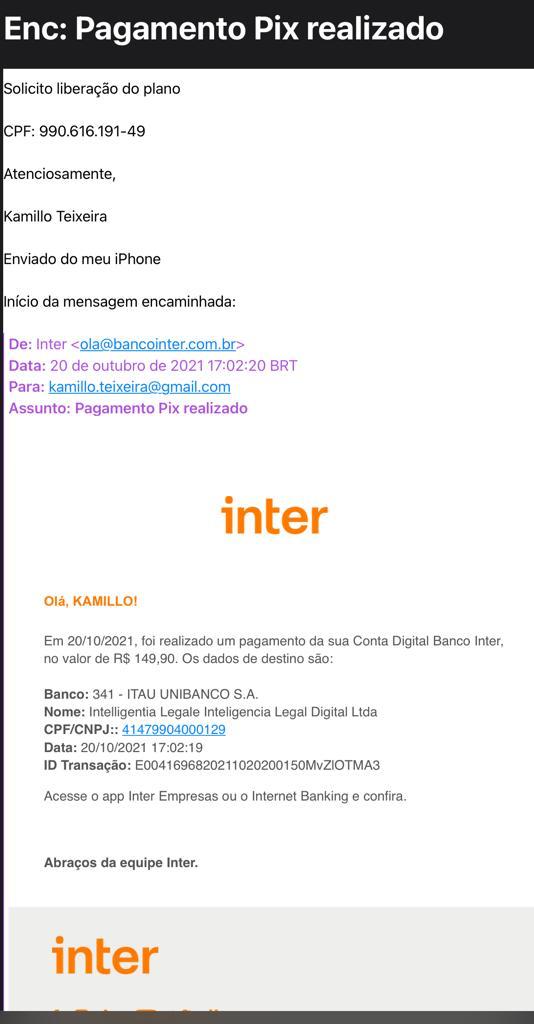 Enc: Pagamento Pix realizado
Solicito liberação do plano
CPF: 990.616.191-49
Atenciosamente,
Kamillo Teixeira
Enviado do meu iPhone
Início da mensagem encaminhada:
De: Inter <ola@bancointer.com.br>
Data: 20 de outubro de 2021 17:02:20 BRT
Para: kamillo.teixeira@gmail.com
Assunto: Pagamento Pix realizado
inter
Olá, KAMILLO!
Em 20/10/2021, foi realizado um pagamento da sua Conta Digital Banco Inter,
no valor de R$ 149,90. Os dados de destino são:
Banco: 341 - ITAU UNIBANCO S.A.
Nome: Intelligentia Legale Inteligencia Legal Digital Ltda
CPF/CNPJ:: 41479904000129
Data: 20/10/2021 17:02:19
ID Transação: E00416968202110202000150MvZlOTMA3
Acesse o app Inter Empresas ou o Internet Banking e confira.
Abraços da equipe Inter.
inter